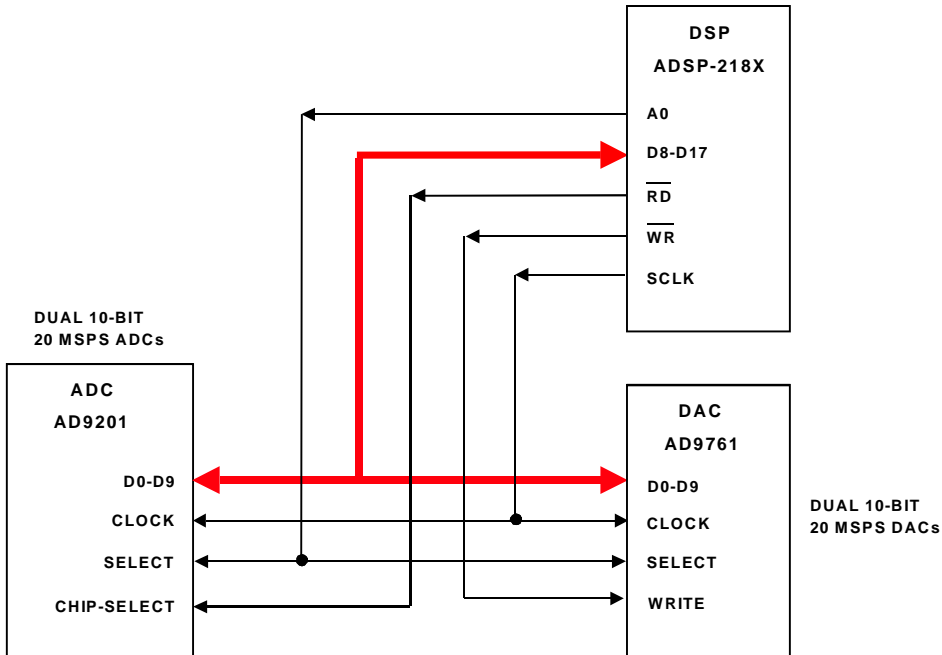 DSP
ADSP-218X
A0
D8-D17
RD
WR
SCLK
DUAL 10-BIT
20 MSPS ADCs
ADC
AD9201
D0-D9
CLOCK
SELECT
CHIP-SELECT
DAC
AD9761
D0-D9
CLOCK
SELECT
WRITE
DUAL 10-BIT
20 MSPS DACs